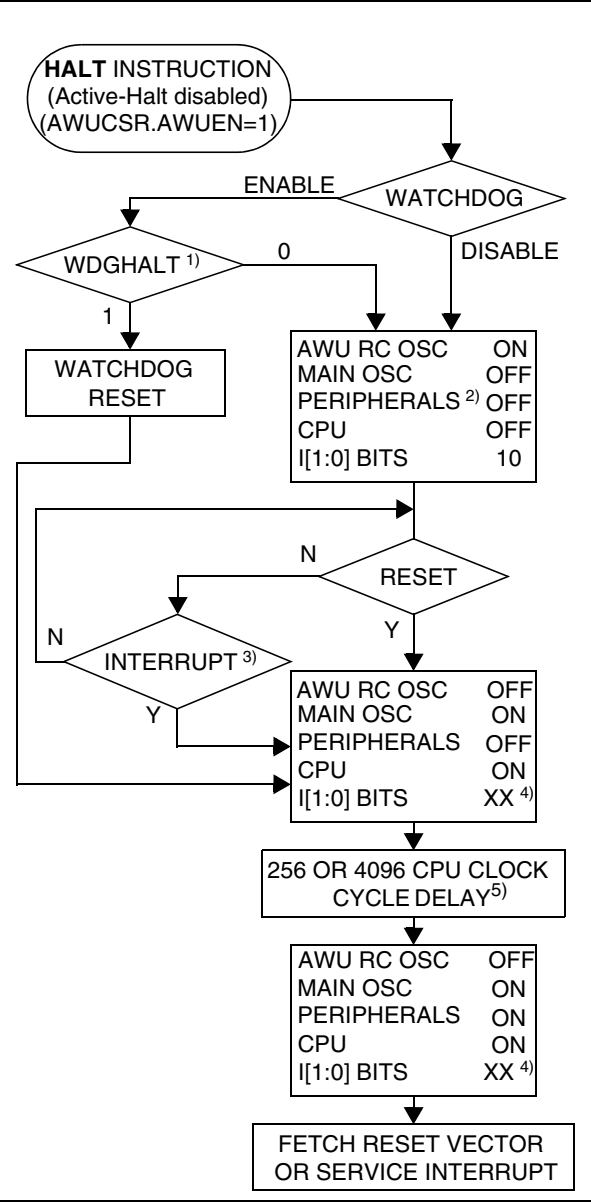 HALT INSTRUCTION
(Active-Halt disabled)
(AWUCSR.AWUEN=1)
ENABLE
WATCHDOG
WDGHALT 1)
0
DISABLE
1
WATCHDOG
RESET
AWU RC OSC ON
MAIN OSC OFF
PERIPHERALS 2) OFF
CPU OFF
I[1:0] BITS 10
N
RESET
Y
N
INTERRUPT 3)
Y
AWU RC OSC OFF
MAIN OSC ON
PERIPHERALS OFF
CPU ON
I[1:0] BITS XX 4)
256 OR 4096 CPU CLOCK
CYCLE DELAY5)
AWU RC OSC OFF
MAIN OSC ON
PERIPHERALS ON
CPU ON
I[1:0] BITS XX 4)
FETCH RESET VECTOR
OR SERVICE INTERRUPT